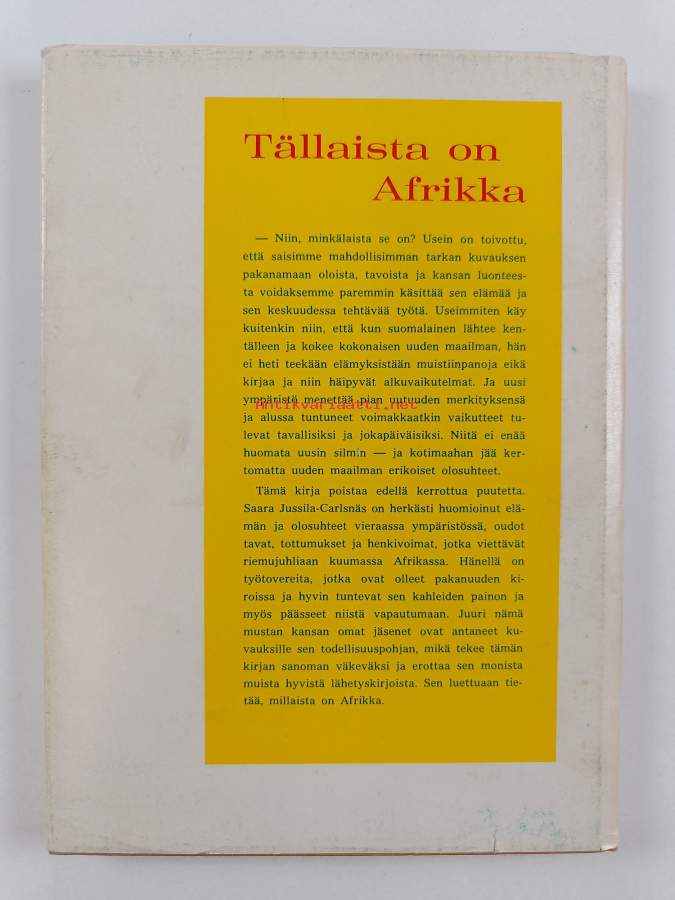 Tällaista on
Afrikka
— Niin, minkälaista se on? Usein on toivottu,
että saisimme mahdollisimman tarkan kuvauksen
pakanamaan oloista, tavoista ja kansan luontees-
ta voidaksemme paremmin käsittää sen elämää ja
sen keskuudessa tehtävää työtä. Useimmiten käy
kuitenkin niin, että kun suomalainen lähtee ken-
tälleen ja kokee kokonaisen uuden maailman, hän
ei heti teekään elämyksistään muistiinpanoja eikä
kirjaa ja niin häipyvät alkuvaikutelmat. Ja uusi
ympäristö menettää pian uutuuden merkityksensä
Antikvariaatti.net
ja alussa tuntuneet voimakkaatkin vaikutteet tu-
levat tavallisiksi ja jokapäiväisiksi. Niitä ei enää
huomata uusin silmin — ja kotimaahan jää ker-
tomatta uuden maailman erikoiset olosuhteet.
Tämä kirja poistaa edellä kerrottua puutetta.
Saara Jussila-Carlsnäs on herkästi huomioinut elä-
män ja olosuhteet vieraassa ympäristössä, oudot
tavat, tottumukset ja henkivoimat, jotka viettävät
riemujuhliaan kuumassa Afrikassa. Hänellä on
työtovereita, jotka ovat olleet pakanuuden ki-
roissa ja hyvin tuntevat sen kahleiden painon ja
myös päässeet niistä vapautumaan. Juuri nämä
mustan kansan omat jäsenet ovat antaneet ku-
vauksille sen todellisuuspohjan, mikä tekee tämän
kirjan sanoman väkeväksi ja erottaa sen monista
muista hyvistä lähetyskirjoista. Sen luettuaan tie-
tää, millaista on Afrikka.